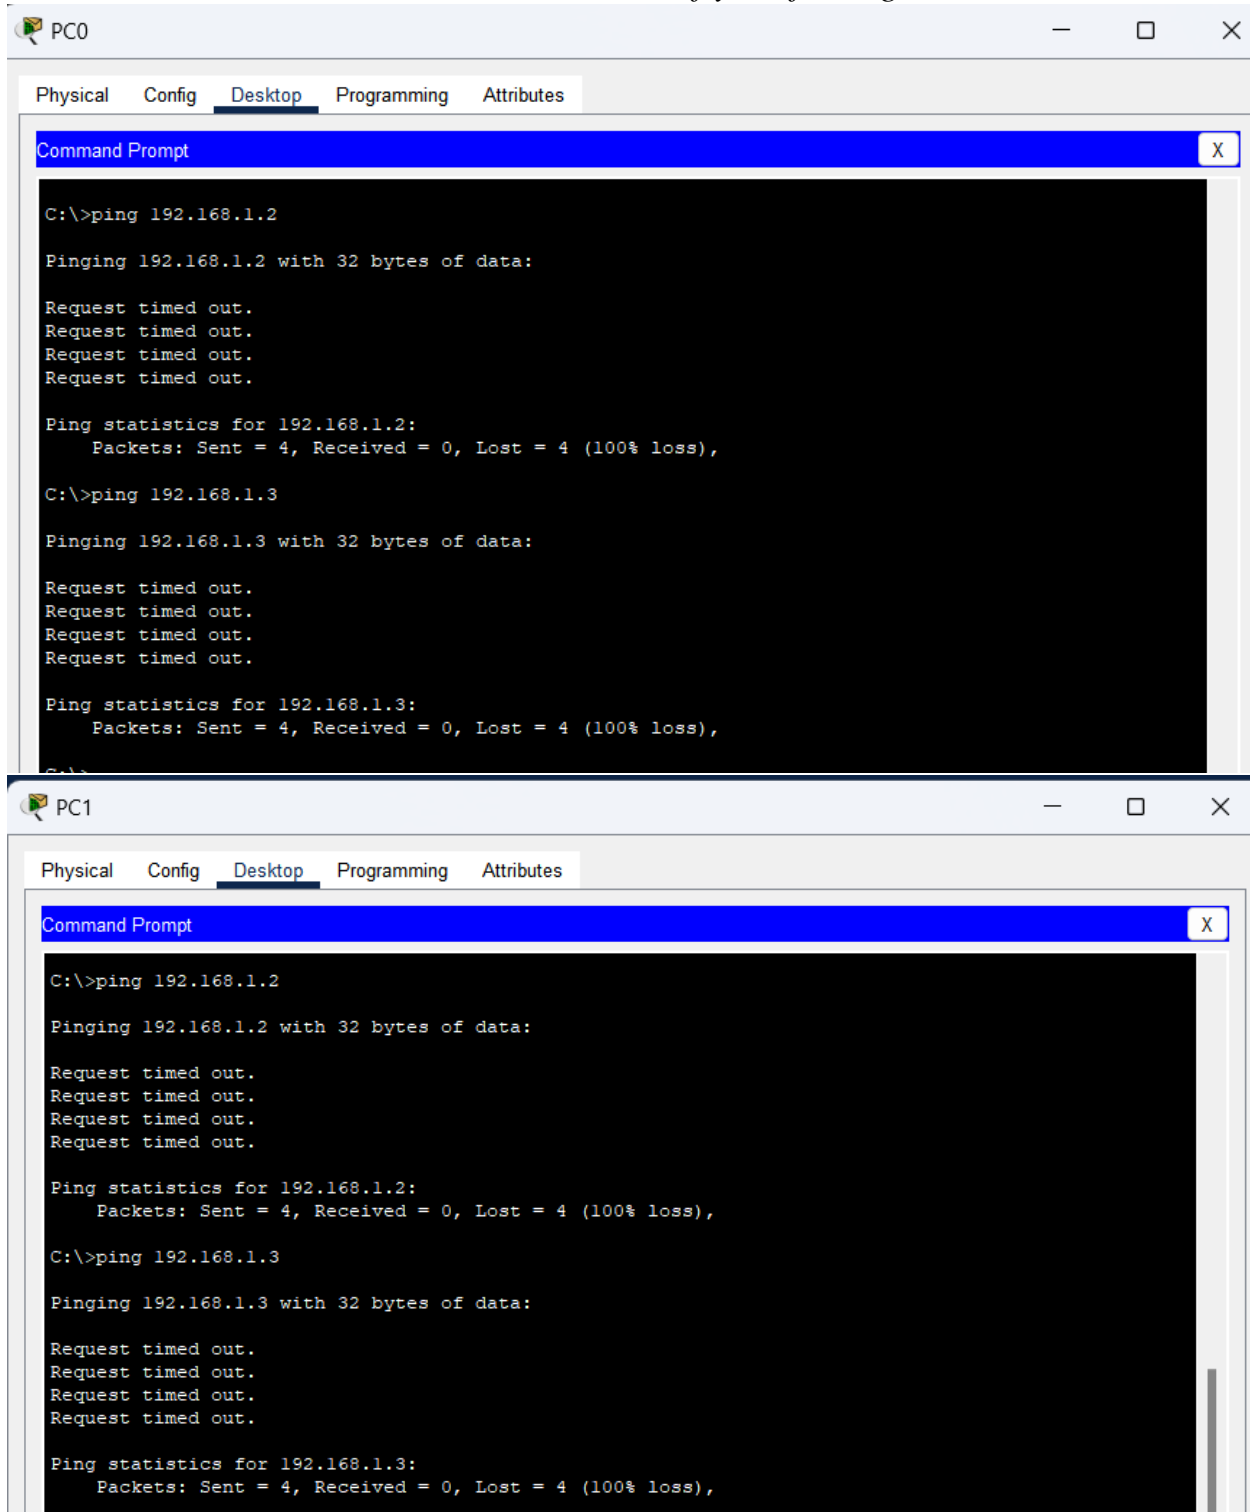 PC0
Physical Config Desktop Programming Attributes
Command Prompt
X
C:\>ping 192.168.1.2
Pinging 192.168.1.2 with 32 bytes of data:
Request timed out.
Request timed out.
Request timed out.
Request timed out.
Ping statistics for 192.168.1.2:
Packets: Sent = 4, Received = 0, Lost = 4 (100% loss),
C:\>ping 192.168.1.3
Pinging 192.168.1.3 with 32 bytes of data:
Request timed out.
Request timed out.
Request timed out.
Request timed out.
Ping statistics for 192.168.1.3:
Packets: Sent = 4, Received = 0, Lost = 4 (100% loss),
C:\>
PC1
Physical Config Desktop Programming Attributes
Command Prompt
X
C:\>ping 192.168.1.2
Pinging 192.168.1.2 with 32 bytes of data:
Request timed out.
Request timed out.
Request timed out.
Request timed out.
Ping statistics for 192.168.1.2:
Packets: Sent = 4, Received = 0, Lost = 4 (100% loss),
C:\>ping 192.168.1.3
Pinging 192.168.1.3 with 32 bytes of data:
Request timed out.
Request timed out.
Request timed out.
Request timed out.
Ping statistics for 192.168.1.3:
Packets: Sent = 4, Received = 0, Lost = 4 (100% loss),